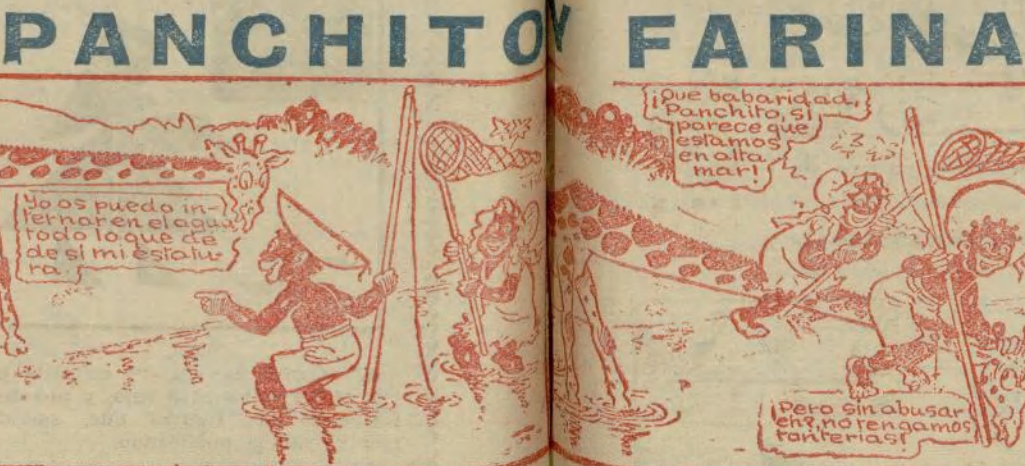 PANCHITO Y FARINA
Yo os puedo in-
ternar en el agua
todo lo que de
de si mi estatu-
ra.
¡Que babaridad,
Panchito, si
parece que
estamos
en alta
mar!
Pero sin abusar
eh?, no tengamos
tonterias!